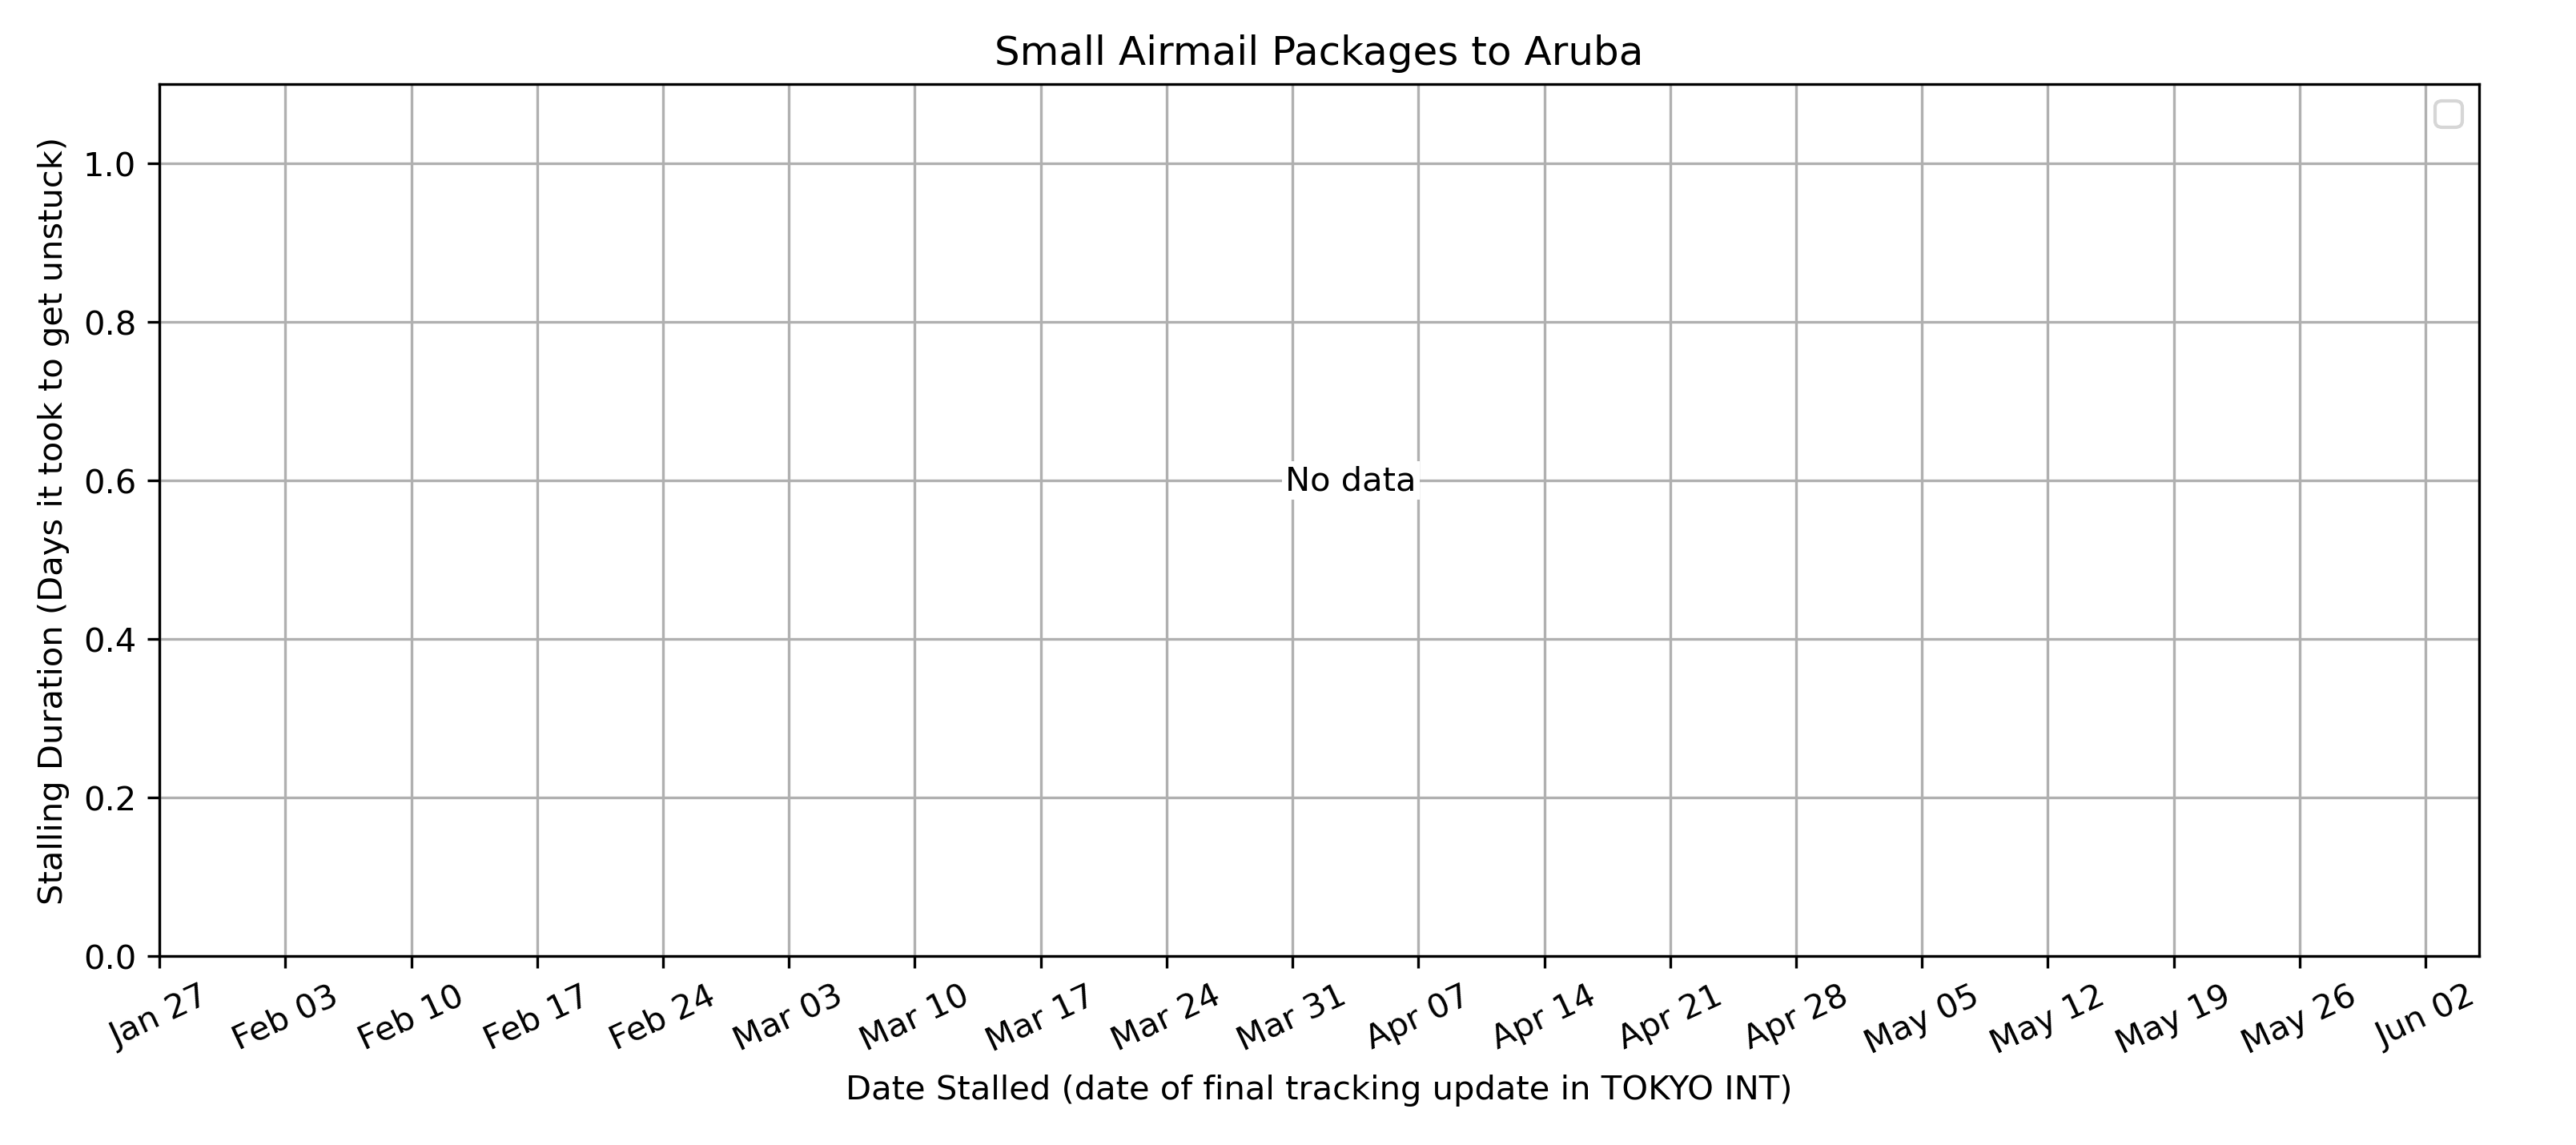 Small Airmail Packages to Aruba
Stalling Duration (Days it took to get unstuck)
1.0
0.8
0.6
0.4
0.2
0.0
No data
Jan 27
Feb 03
Feb 10
Feb 17
Feb 24
Mar 03
Mar 10
Mar 17
Mar 24
Mar 31
Apr 07
Apr 14
Apr 21
Apr 28
May 05
May 12
May 19
May 26
Jun 02
Date Stalled (date of final tracking update in TOKYO INT)